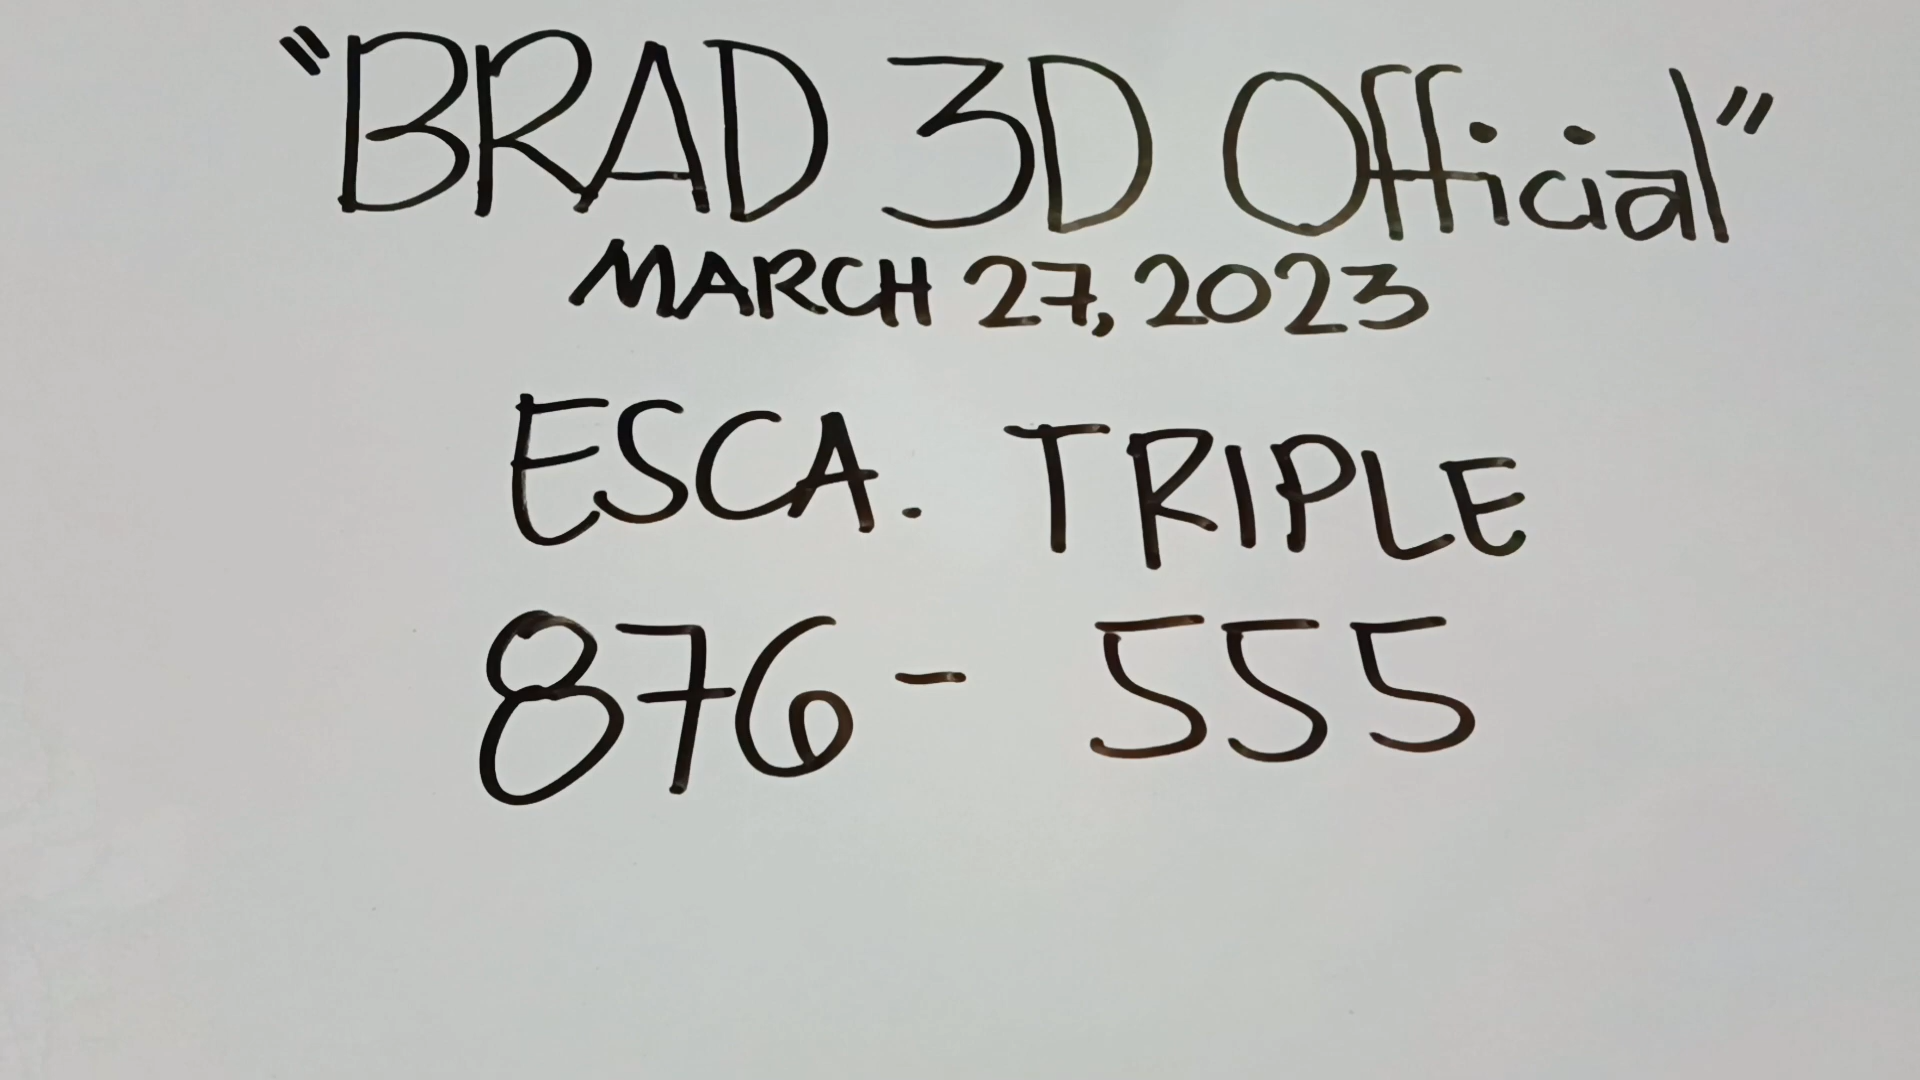 "BRAD 3D Official"
MARCH 27, 2023
ESCA. TRIPLE
876 - 555